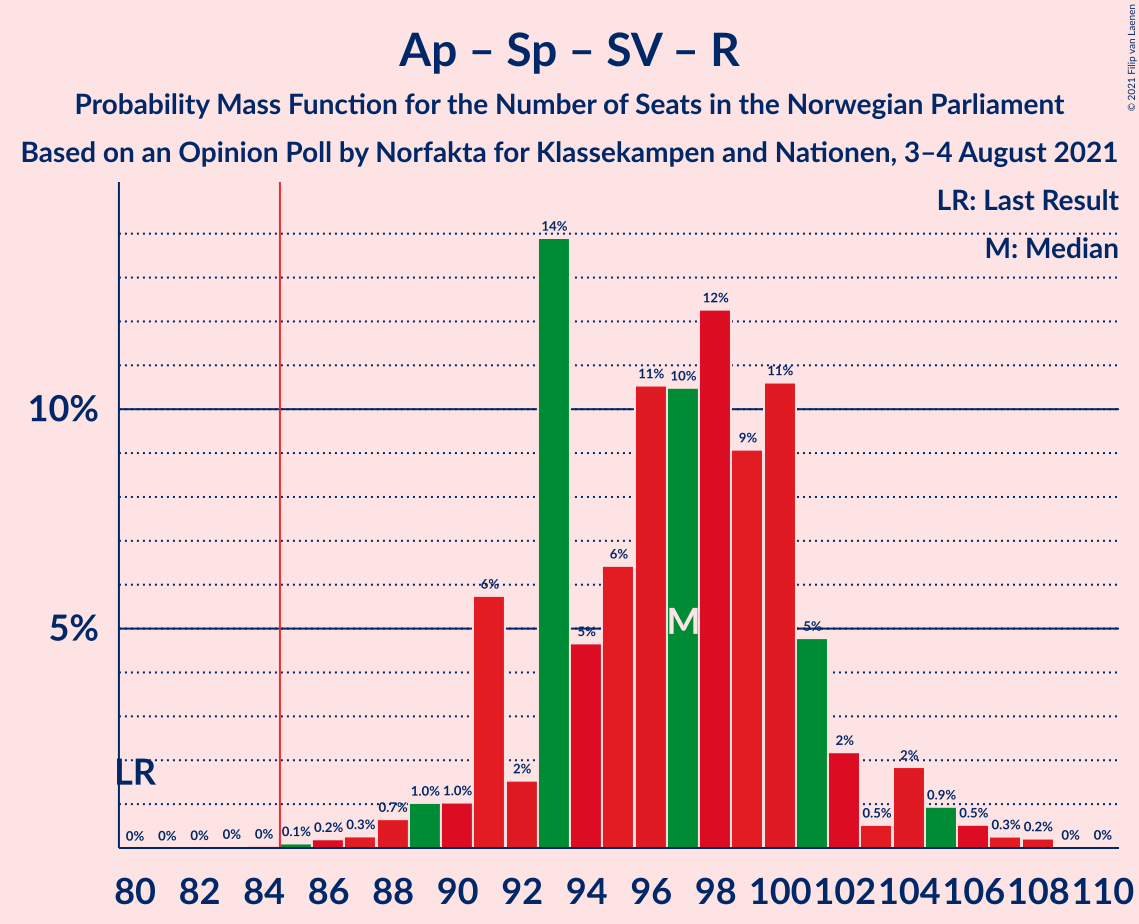 Ap – Sp – SV – R
Probability Mass Function for the Number of Seats in the Norwegian Parliament
Based on an Opinion Poll by Norfakta for Klassekampen and Nationen, 3–4 August 2021
© 2021 Filip van Laenen
LR: Last Result
M: Median
10%
5%
LR
M
0% 0% 0% 0% 0% 0.1% 0.2% 0.3% 0.7% 1.0% 1.0% 6% 2% 14% 5% 6% 11% 10% 12% 9% 11% 5% 2% 0.5% 2% 0.9% 0.5% 0.3% 0.2% 0% 0%
80 82 84 86 88 90 92 94 96 98 100 102 104 106 108 110